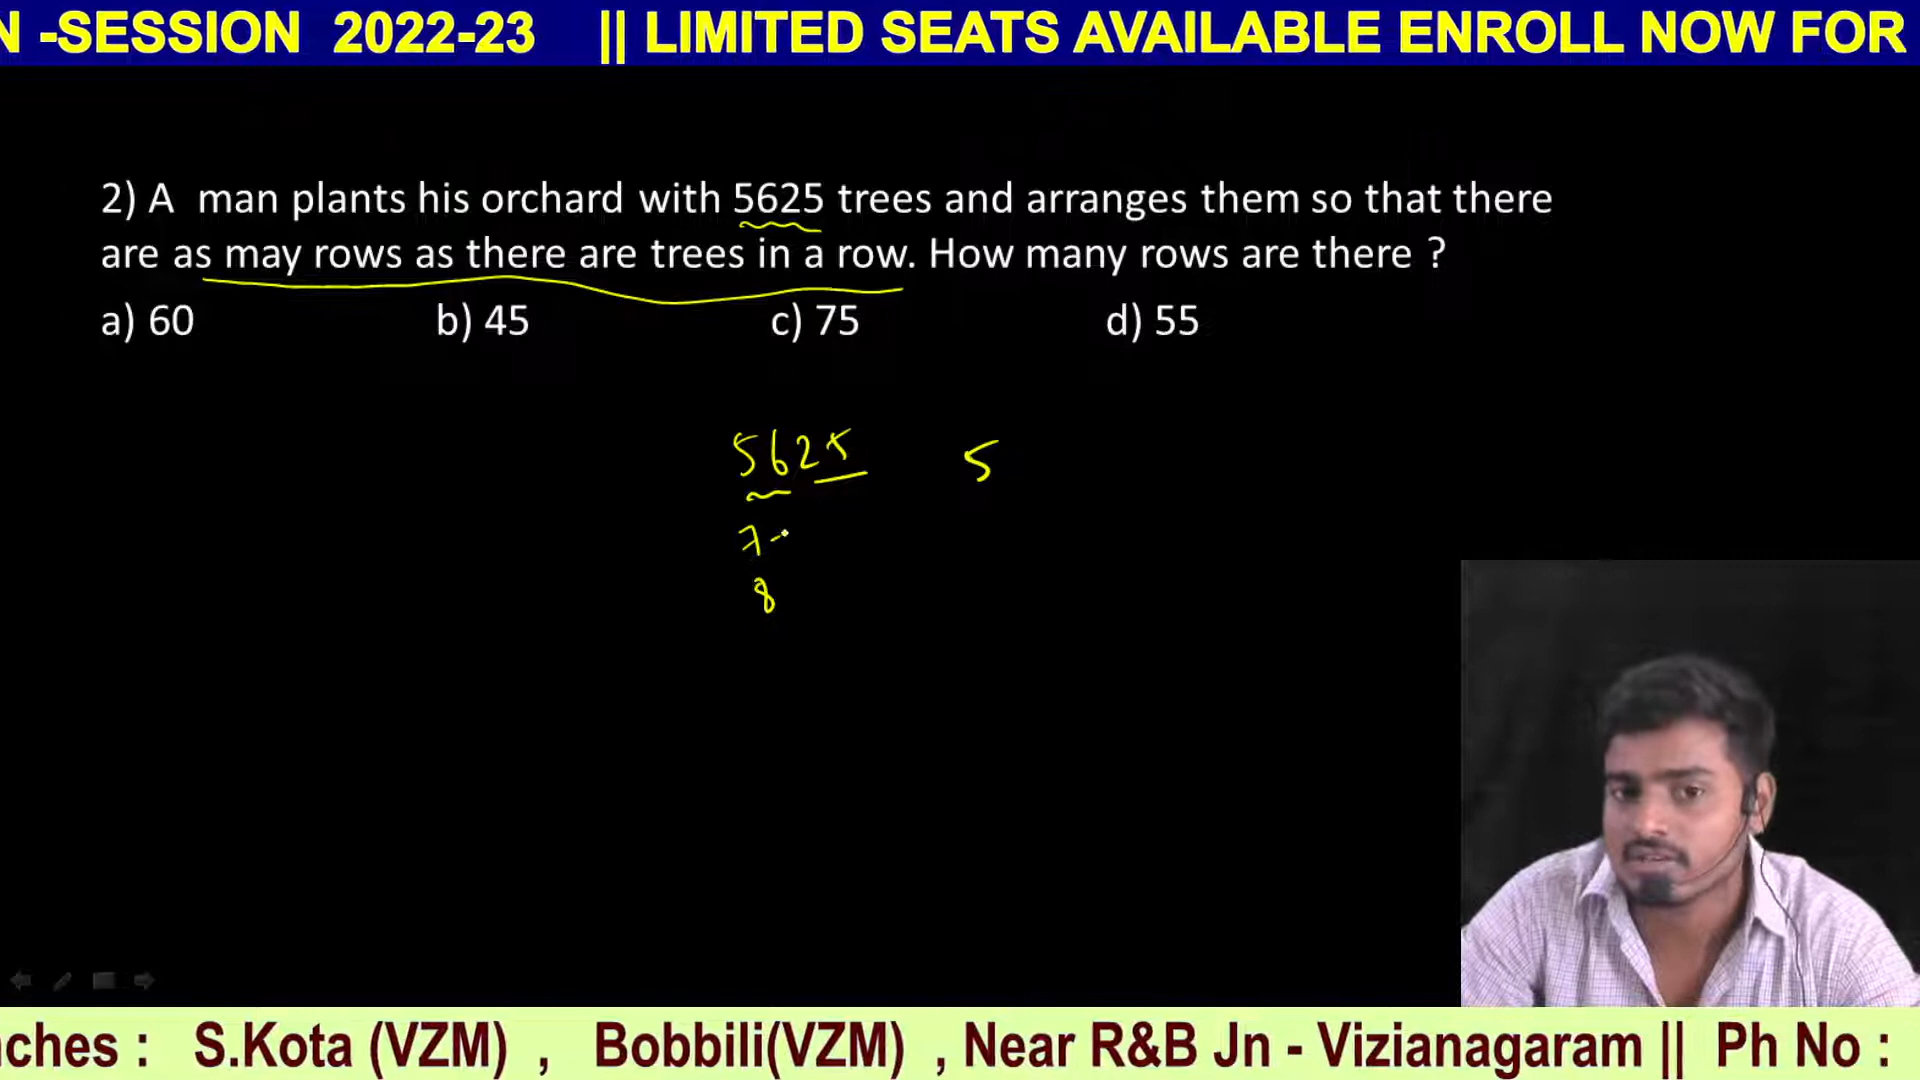 N -SESSION 2022-23 || LIMITED SEATS AVAILABLE ENROLL NOW FOR
2) A man plants his orchard with 5625 trees and arranges them so that there
are as may rows as there are trees in a row. How many rows are there ?
a) 60 b) 45 c) 75 d) 55
5625 5
7-
8
ches : S.Kota (VZM) , Bobbili(VZM) , Near R&B Jn - Vizianagaram || Ph No :